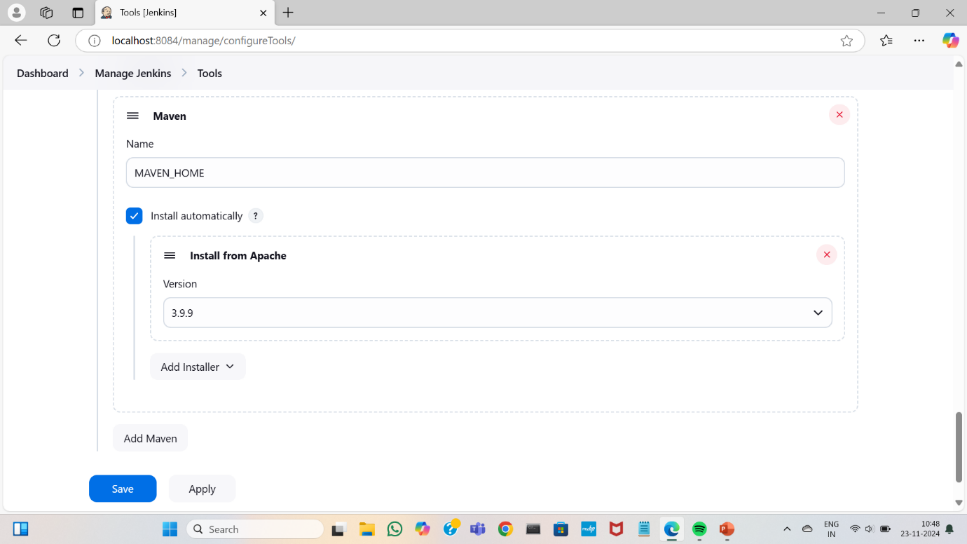 Tools [Jenkins]
localhost:8084/manage/configureTools/
Dashboard > Manage Jenkins > Tools
Maven
Name
MAVEN_HOME
Install automatically ?
Install from Apache
Version
3.9.9
Add Installer
Add Maven
Save Apply
Search
ENG
IN
10:48
23-11-2024